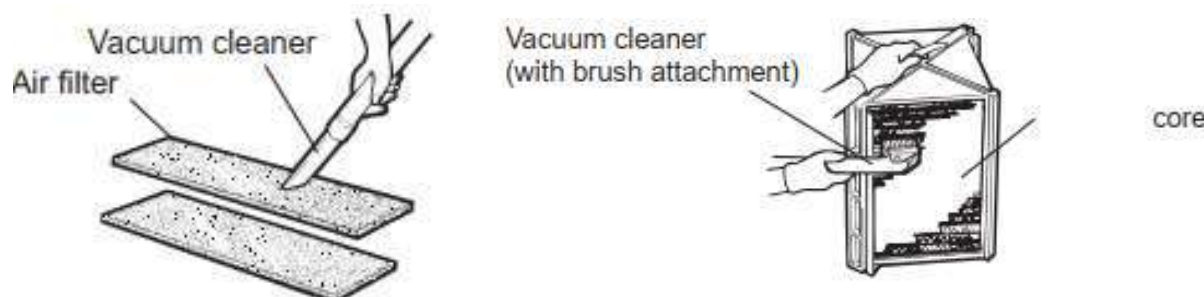 Vacuum cleaner
Air filter
Vacuum cleaner
(with brush attachment)
core